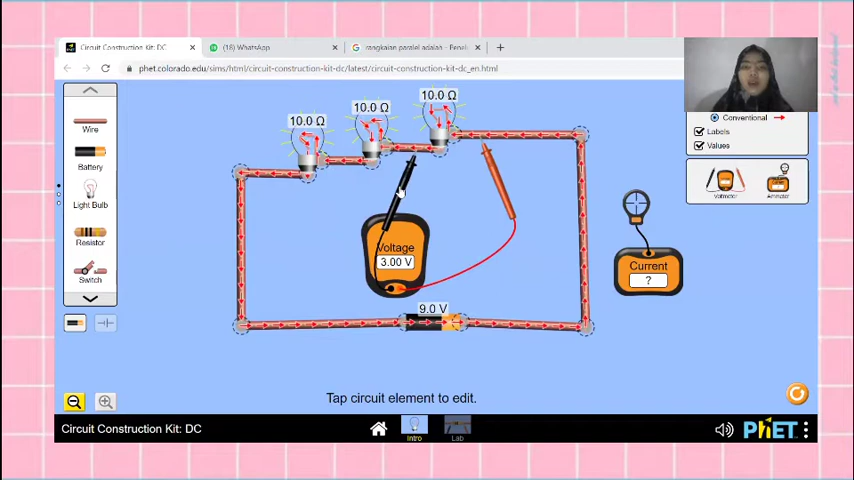 Circuit Construction Kit: DC
(18) WhatsApp
rangkaian paralel adalah - Penelu
phet.colorado.edu/sims/html/circuit-construction-kit-dc/latest/circuit-construction-kit-dc_en.html
Wire
Battery
Light Bulb
Resistor
Switch
10.0 Ω
10.0 Ω
10.0 Ω
Voltage
3.00 V
9.0 V
Conventional
Labels
Values
Voltmeter
Ammeter
Current
?
Tap circuit element to edit.
Circuit Construction Kit: DC
Intro
Lab
PhET